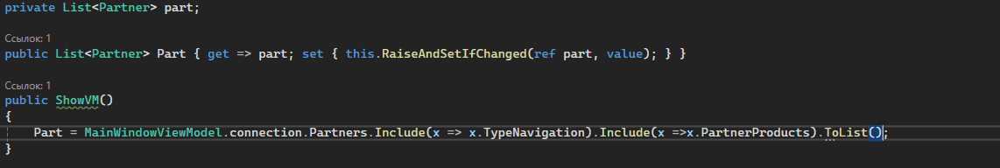 private List<Partner> part;
Ссылок: 1
public List<Partner> Part { get => part; set { this.RaiseAndSetIfChanged(ref part, value); } }
Ссылок: 1
public ShowVM()
{
Part = MainWindowViewModel.connection.Partners.Include(x => x.TypeNavigation).Include(x =>x.PartnerProducts).ToList();
}